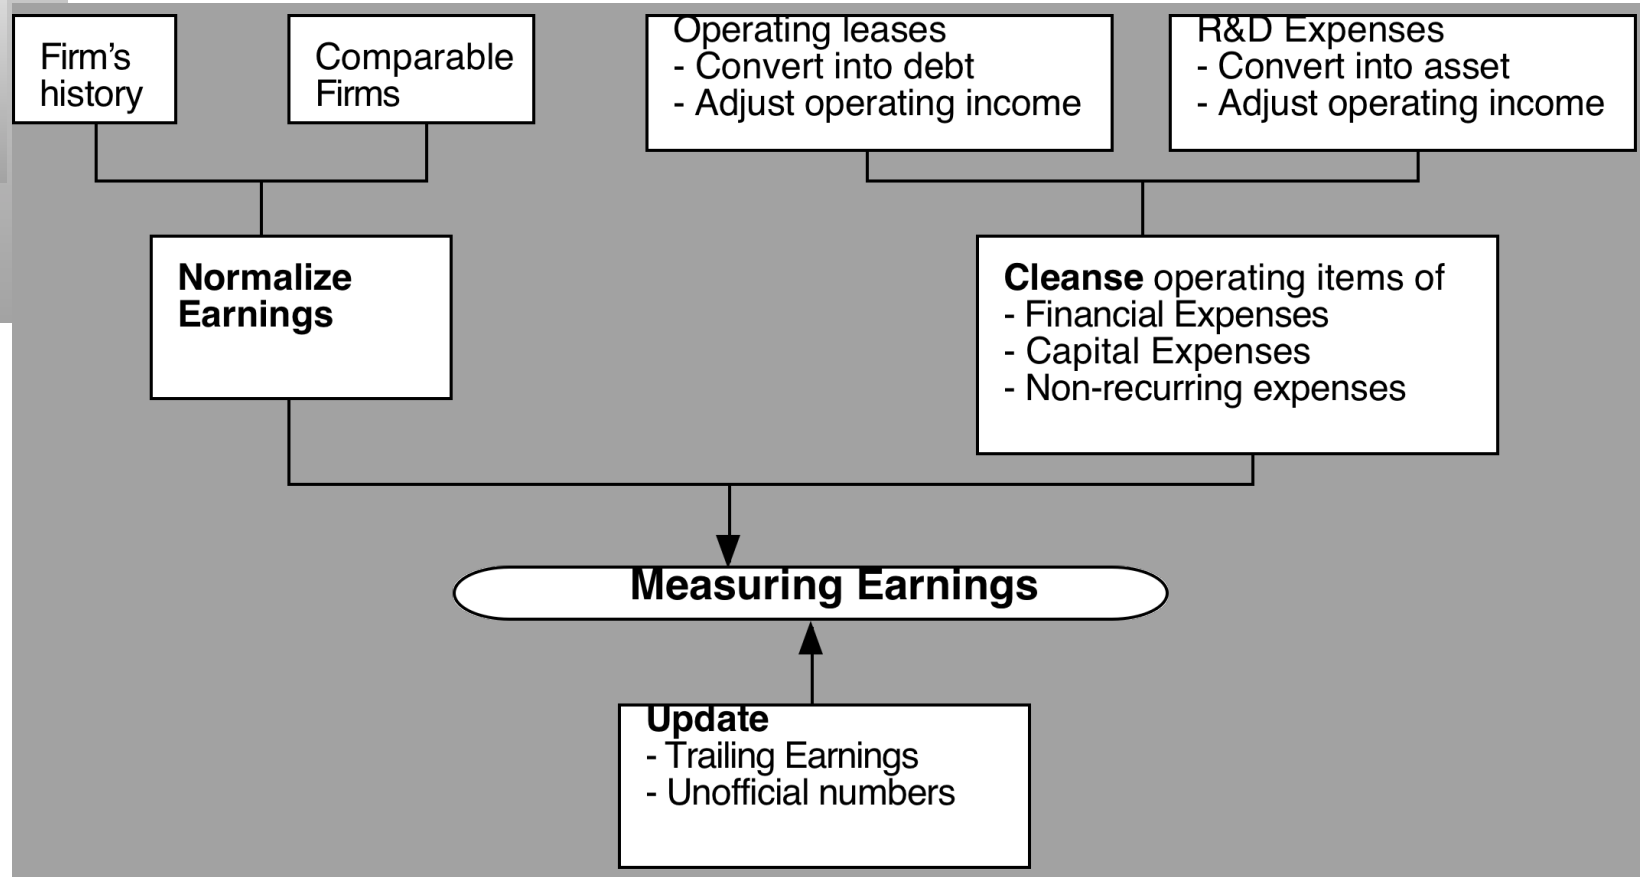 Firm's
history
Comparable
Firms
Operating leases
- Convert into debt
- Adjust operating income
R&D Expenses
- Convert into asset
- Adjust operating income
Normalize
Earnings
Cleanse operating items of
- Financial Expenses
- Capital Expenses
- Non-recurring expenses
Measuring Earnings
Update
- Trailing Earnings
- Unofficial numbers